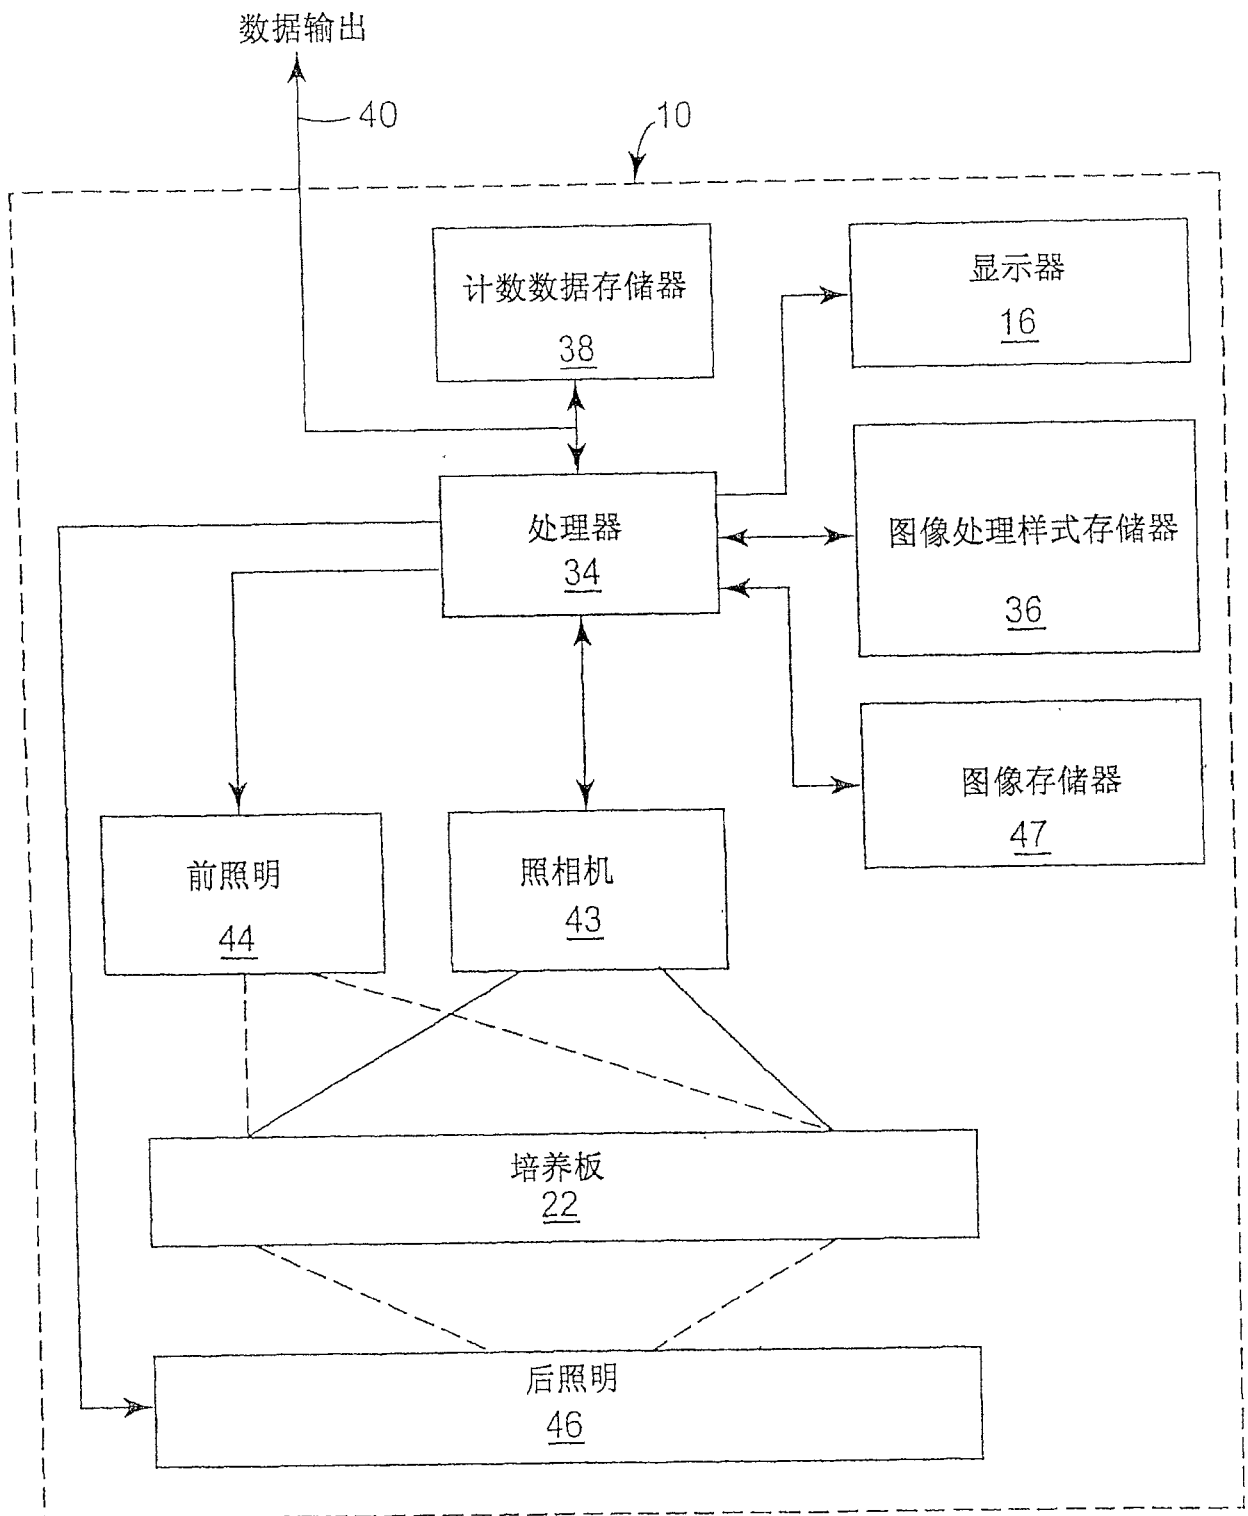 数据输出
40
10
计数数据存储器
38
显示器
16
处理器
34
图像处理样式存储器
36
图像存储器
47
前照明
44
照相机
43
培养板
22
后照明
46